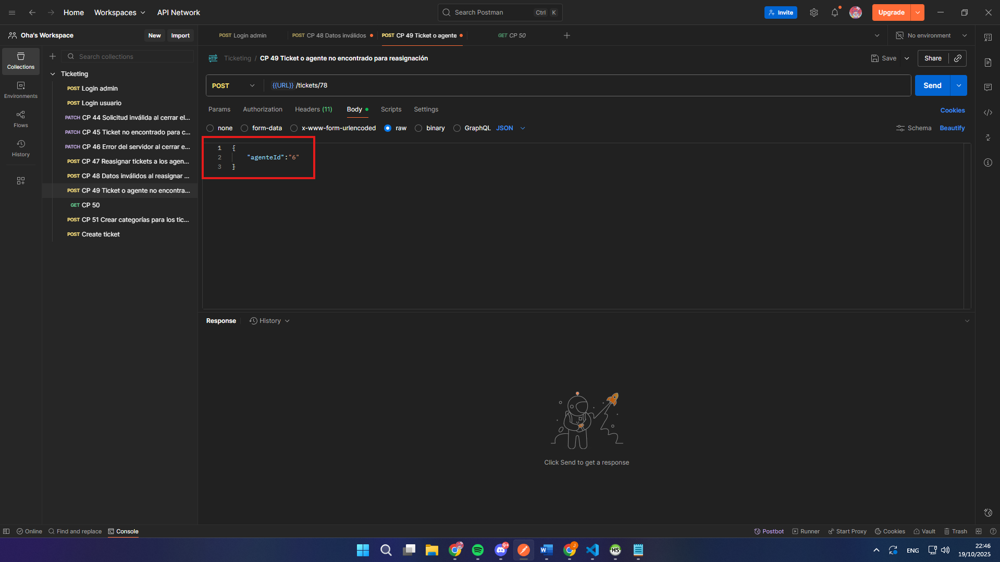 Home
Workspaces
API Network
Search Postman
Ctrl
K
Invite
Upgrade
Oha's Workspace
New
Import
POST Login admin
POST CP 48 Datos inválidos
POST CP 49 Ticket o agente
GET CP 50
No environment
Collections
Environments
Flows
History
Search collections
Ticketing
POST Login admin
POST Login usuario
PATCH CP 44 Solicitud inválida al cerrar el...
PATCH CP 45 Ticket no encontrado para c...
PATCH CP 46 Error del servidor al cerrar e...
POST CP 47 Reasignar tickets a los agen...
POST CP 48 Datos inválidos al reasignar ...
POST CP 49 Ticket o agente no encontra...
GET CP 50
POST CP 51 Crear categorías para los tic...
POST Create ticket
HTTP
Ticketing / CP 49 Ticket o agente no encontrado para reasignación
Save
Share
POST
{{URL}} /tickets/78
Send
Params
Authorization
Headers (11)
Body
Scripts
Settings
Cookies
none
form-data
x-www-form-urlencoded
raw
binary
GraphQL
JSON
Schema
Beautify
1 {
2 "agenteId":"6"
3 }
Response
History
Click Send to get a response
Online
Find and replace
Console
Postbot
Runner
Start Proxy
Cookies
Vault
Trash
9+
J
W
HS
ENG
22:46
19/10/2025